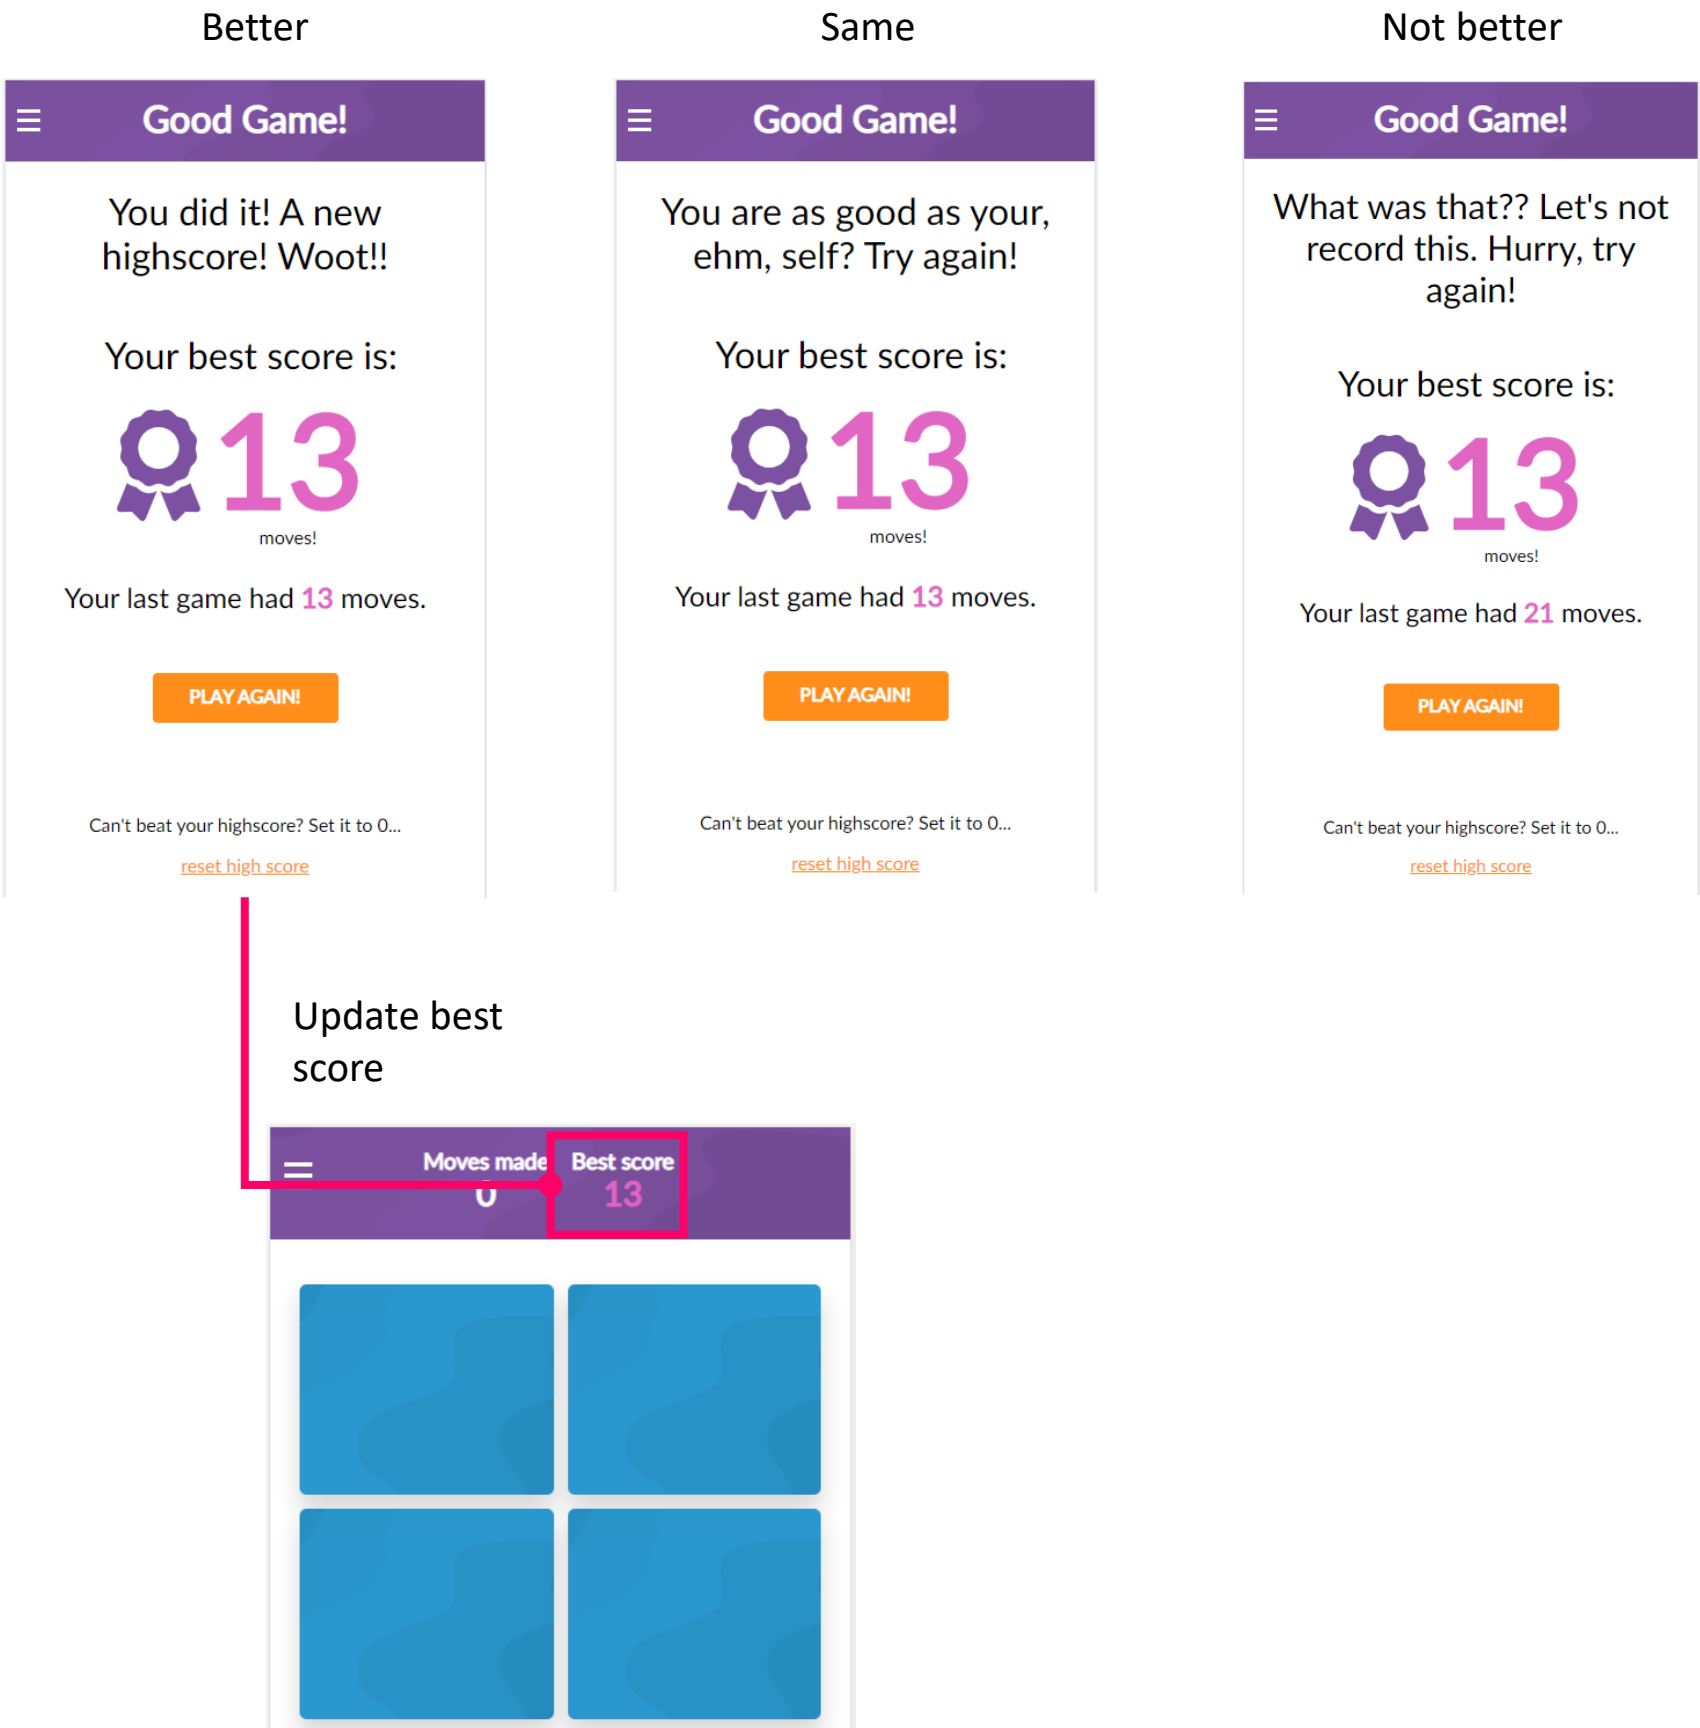 Better
Good Game!
You did it! A new
highscore! Woot!!
Your best score is:
13
moves!
Your last game had 13 moves.
PLAY AGAIN!
Can't beat your highscore? Set it to 0...
reset high score
Same
Good Game!
You are as good as your,
ehm, self? Try again!
Your best score is:
13
moves!
Your last game had 13 moves.
PLAY AGAIN!
Can't beat your highscore? Set it to 0...
reset high score
Not better
Good Game!
What was that?? Let's not
record this. Hurry, try
again!
Your best score is:
13
moves!
Your last game had 21 moves.
PLAY AGAIN!
Can't beat your highscore? Set it to 0...
reset high score
Update best
score
Moves made
0
Best score
13